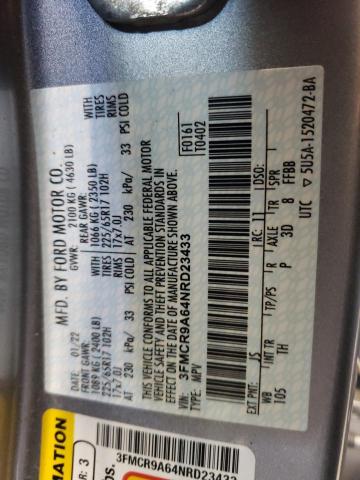 MFD. BY FORD MOTOR CO.
DATE: 01/22
GVWR: 2100 KG ( 4630 LB)
FRONT GAWR:
1089 KG (2400 LB)
225/65R17 102H
17x7.0J
AT 230 kPa/ 33
REAR GAWR:
1066 KG ( 2350 LB)
225/65R17 102H
17x7.0J
AT 230 kPa/ 33 PSI COLD
WITH
TIRES
RIMS
PSI COLD
WITH
TIRES
RIMS
THIS VEHICLE CONFORMS TO ALL APPLICABLE FEDERAL MOTOR
VEHICLE SAFETY AND THEFT PREVENTION STANDARDS IN
EFFECT ON THE DATE OF MANUFACTURE SHOWN ABOVE.
VIN: 3FMCR9A64NRD23433
TYPE: MPV
F0161
T0402
EXT PNT: JS
RC: 11
DSO:
WB
TP/PS
R
AXLE
TR
SPR
105
TH
P
3D
8
FFBB
UTC
5U5A-1520472-BA
3FMCR9A64NRD23433
MATION
R: 3